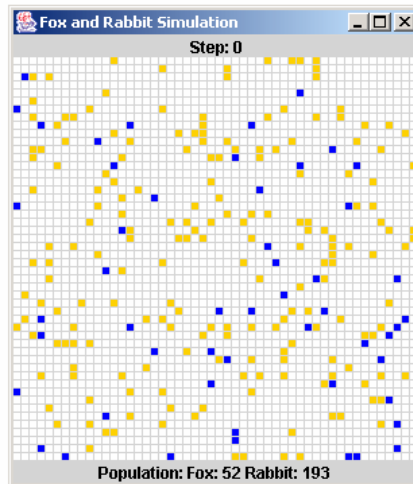 Fox and Rabbit Simulation
Step: 0
Population: Fox: 52 Rabbit: 193